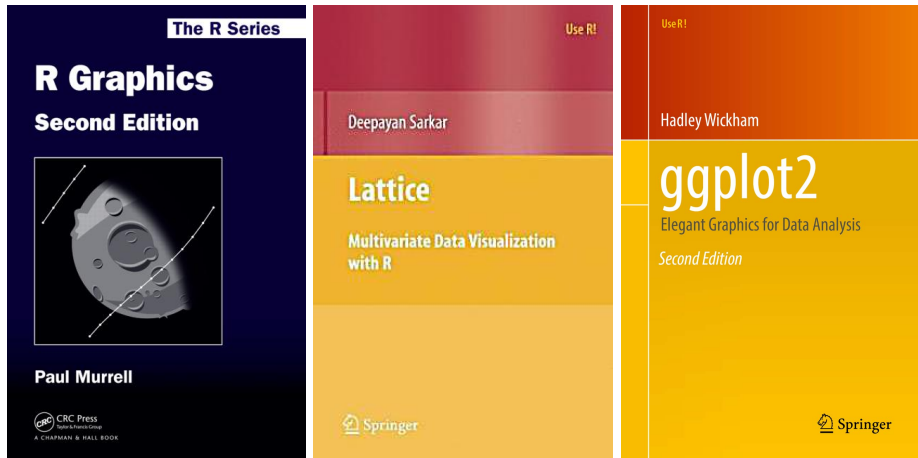 The R Series
R Graphics
Second Edition
Paul Murrell
CRC
CRC Press
Taylor & Francis Group
A CHAPMAN & HALL BOOK
Use R!
Deepayan Sarkar
Lattice
Multivariate Data Visualization
with R
Springer
Use R!
Hadley Wickham
ggplot2
Elegant Graphics for Data Analysis
Second Edition
Springer